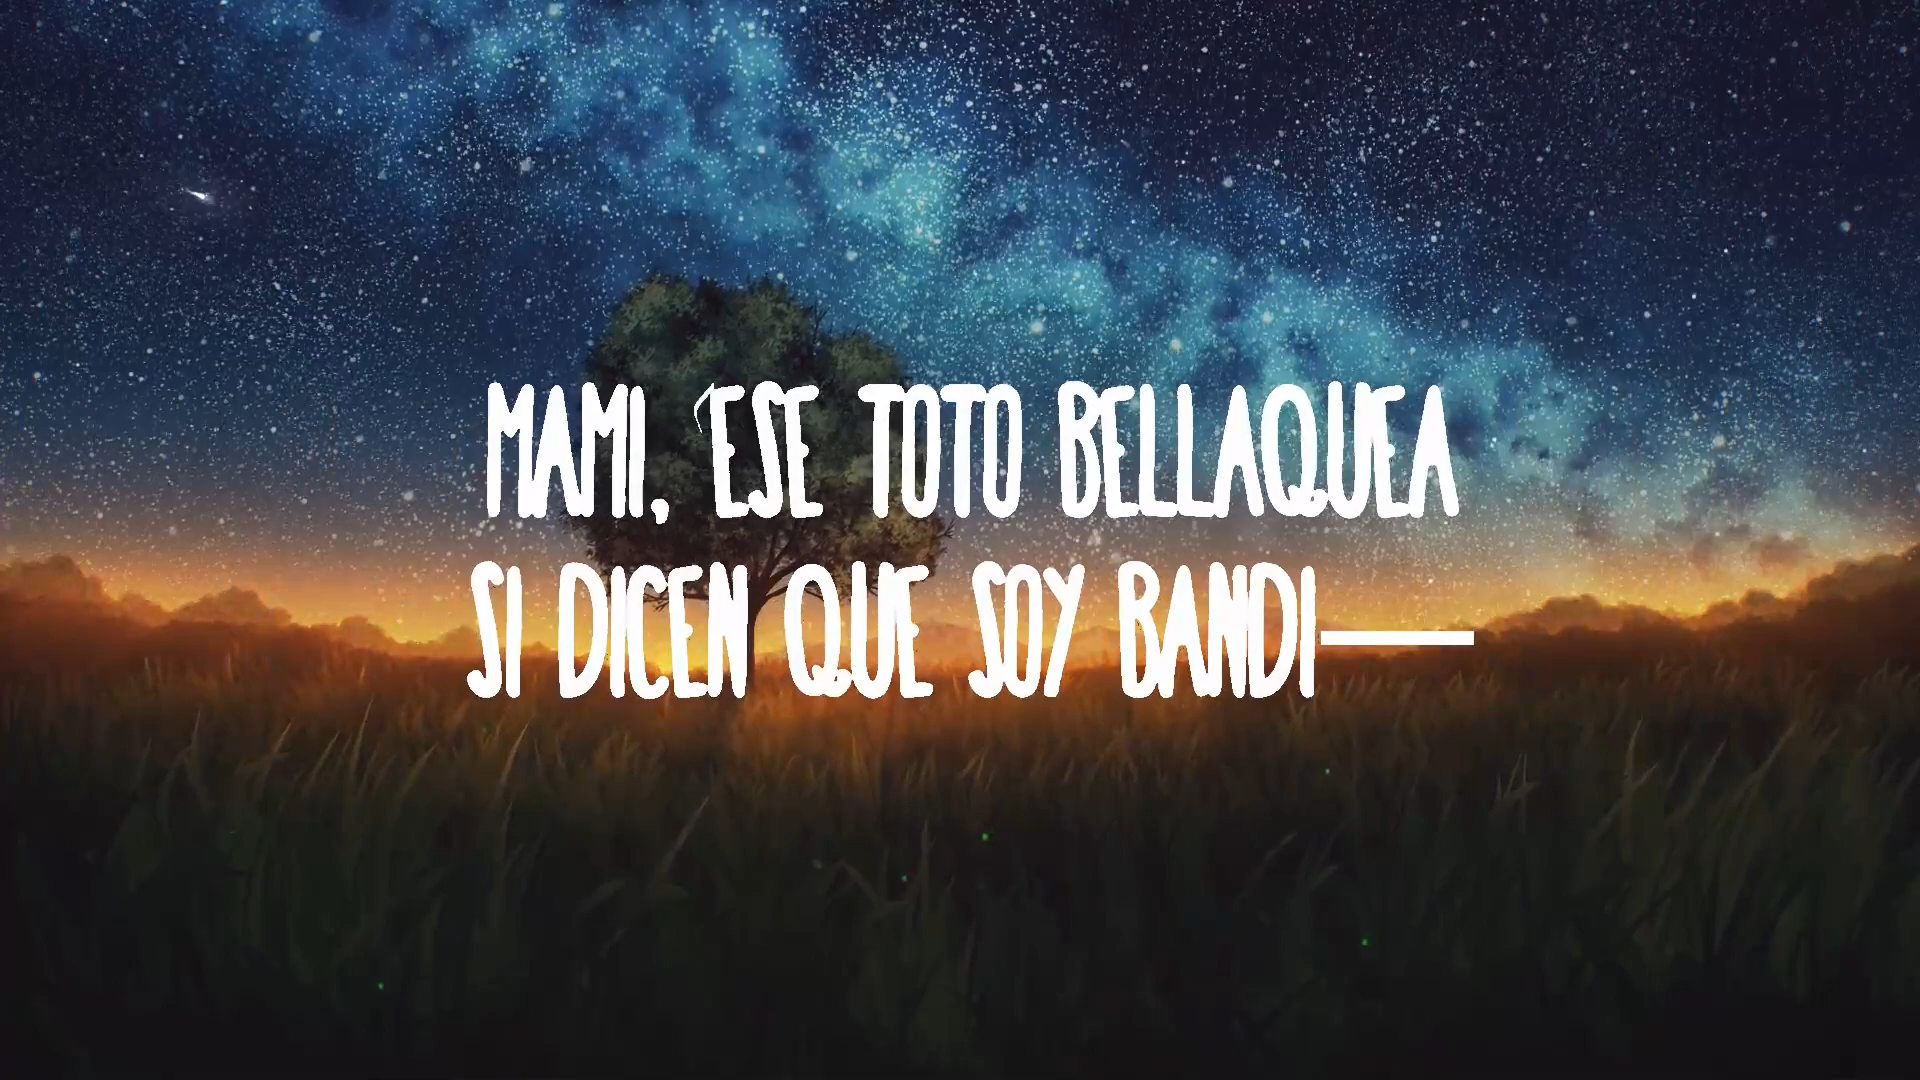 MAMI, ESE TOTO BELLAQUEA
SI DICEN QUE SOY BANDI——